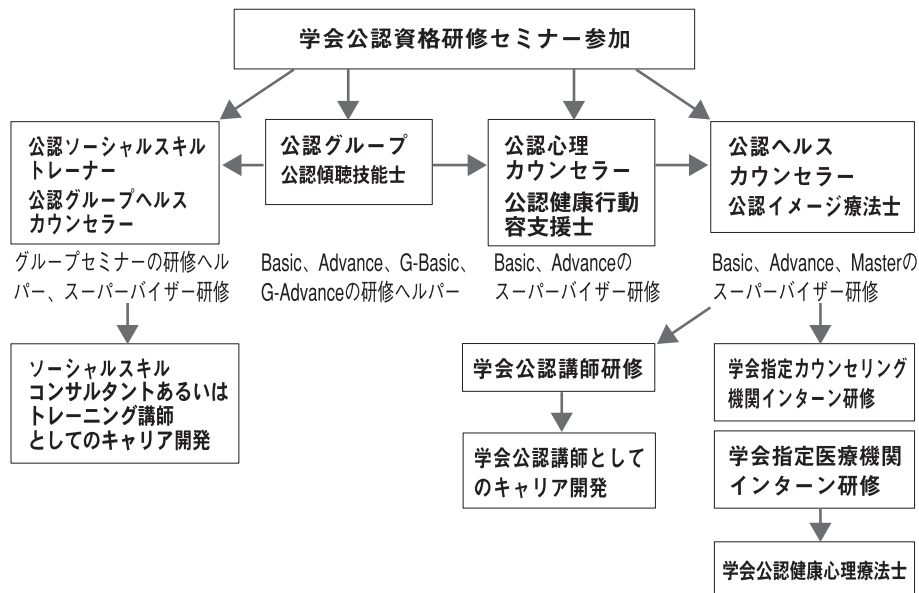 学会公認資格研修セミナー参加
公認ソーシャルスキル
トレーナー
公認グループヘルス
カウンセラー
公認グループ
公認傾聴技能士
公認心理
カウンセラー
公認健康行動
容支援士
公認ヘルス
カウンセラー
公認イメージ療法士
グループセミナーの研修ヘル
パー、スーパーバイザー研修
Basic、Advance、G-Basic、
G-Advanceの研修ヘルパー
Basic、Advanceの
スーパーバイザー研修
Basic、Advance、Masterの
スーパーバイザー研修
ソーシャルスキル
コンサルタントあるいは
トレーニング講師
としてのキャリア開発
学会公認講師研修
学会公認講師として
のキャリア開発
学会指定カウンセリング
機関インターン研修
学会指定医療機関
インターン研修
学会公認健康心理療法士